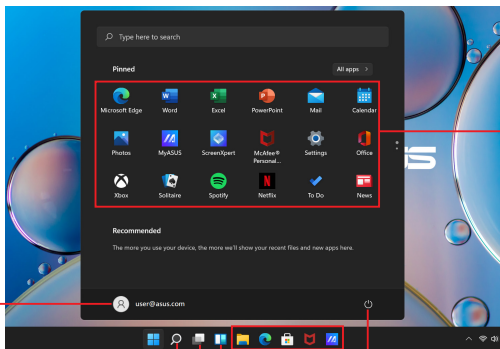 Type here to search
Pinned
All apps >
Microsoft Edge
Word
Excel
PowerPoint
Mail
Calendar
Photos
MyASUS
ScreenXpert
McAfee®
Personal...
Settings
Office
Xbox
Solitaire
Spotify
Netflix
To Do
News
Recommended
The more you use your device, the more we'll show your recent files and new apps here.
user@asus.com